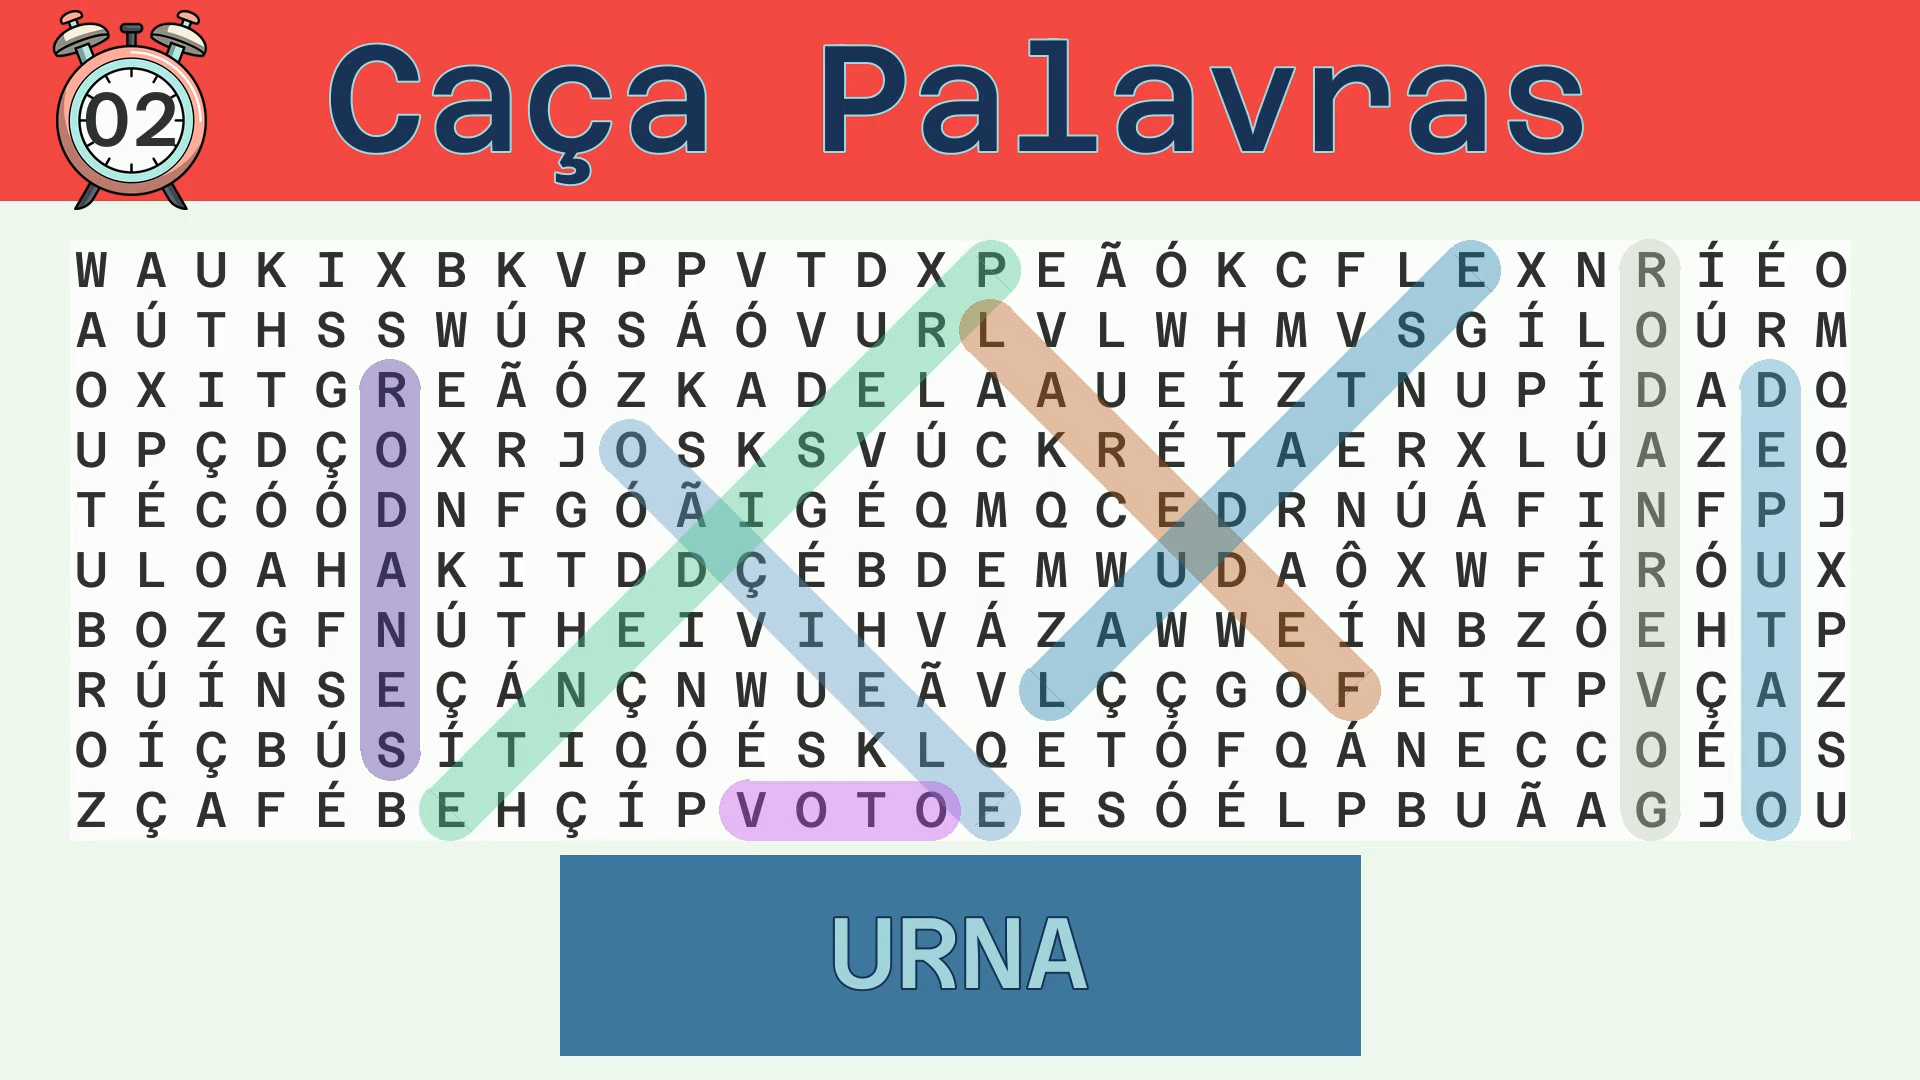 02
Caça Palavras
W A U K I X B K V P P V T D X P E Ã Ó K C F L E X N R Í É O
A Ú T H S S W Ú R S Á Ó V U R L V L W H M V S G Í L O Ú R M
O X I T G R E Ã Ó Z K A D E L A A U E Í Z T N U P Í D A D Q
U P Ç D Ç O X R J O S K S V Ú C K R É T A E R X L Ú A Z E Q
T É C Ó Ó D N F G Ó Ã I G É Q M Q C E D R N Ú Á F I N F P J
U L O A H A K I T D D Ç É B D E M W U D A Ô X W F Í R Ó U X
B O Z G F N Ú T H E I V I H V Á Z A W W E Í N B Z Ó E H T P
R Ú Í N S E Ç Á N Ç N W U E Ã V L Ç Ç G O F E I T P V Ç A Z
O Í Ç B Ú S Í T I Q Ó É S K L Q E T Ó F Q Á N E C C O É D S
Z Ç A F É B E H Ç Í P V O T O E E S Ó É L P B U Ã A G J O U
URNA